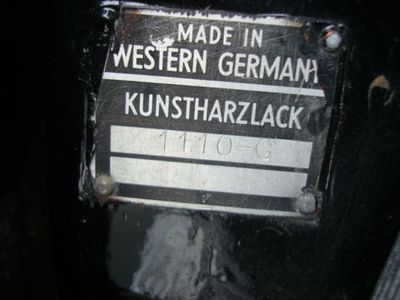 MADE IN
WESTERN GERMANY
KUNSTHARZLACK
1110-G